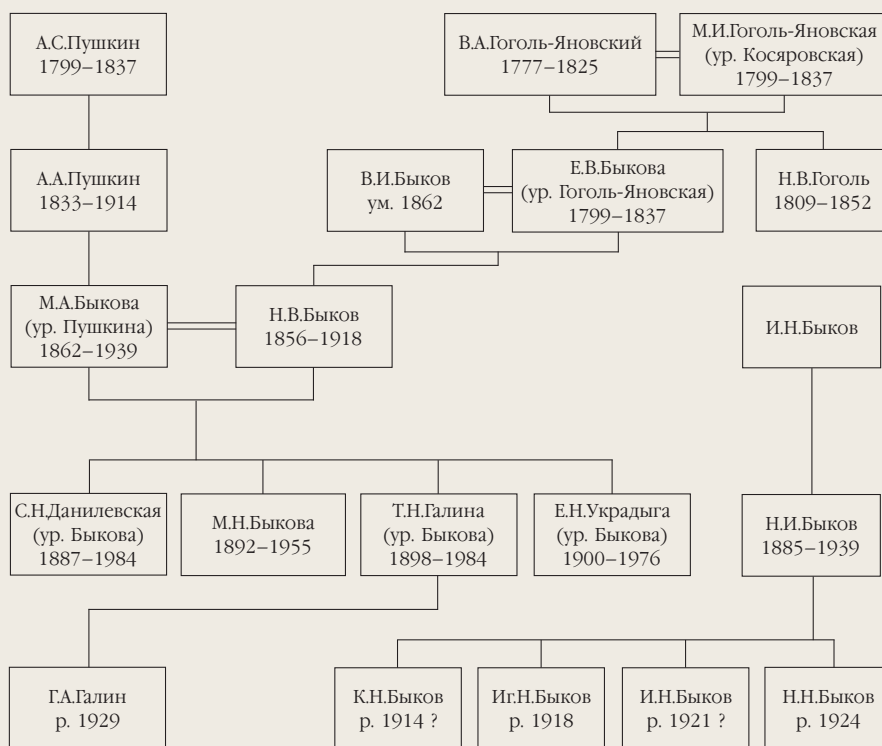 А.С.Пушкин
1799–1837
В.А.Гоголь-Яновский
1777–1825
М.И.Гоголь-Яновская
(ур. Косяровская)
1799–1837
А.А.Пушкин
1833–1914
В.И.Быков
ум. 1862
Е.В.Быкова
(ур. Гоголь-Яновская)
1799–1837
Н.В.Гоголь
1809–1852
М.А.Быкова
(ур. Пушкина)
1862–1939
Н.В.Быков
1856–1918
И.Н.Быков
С.Н.Данилевская
(ур. Быкова)
1887–1984
М.Н.Быкова
1892–1955
Т.Н.Галина
(ур. Быкова)
1898–1984
Е.Н.Украдыга
(ур. Быкова)
1900–1976
Н.И.Быков
1885–1939
Г.А.Галин
р. 1929
К.Н.Быков
р. 1914 ?
Иг.Н.Быков
р. 1918
И.Н.Быков
р. 1921 ?
Н.Н.Быков
р. 1924